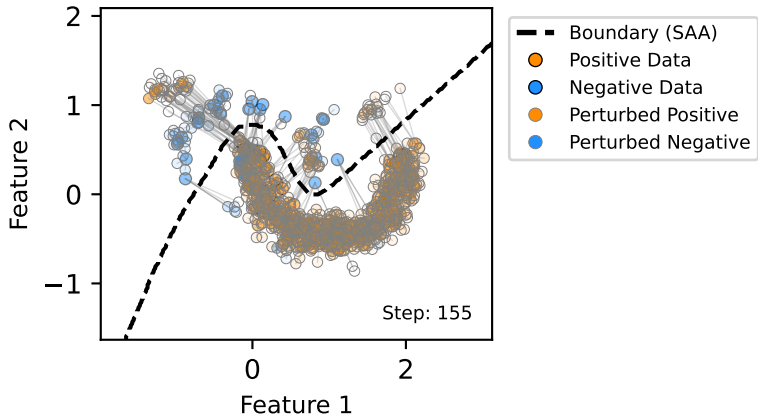 2
1
0
−1
Feature 2
0
2
Feature 1
Step: 155
Boundary (SAA)
Positive Data
Negative Data
Perturbed Positive
Perturbed Negative